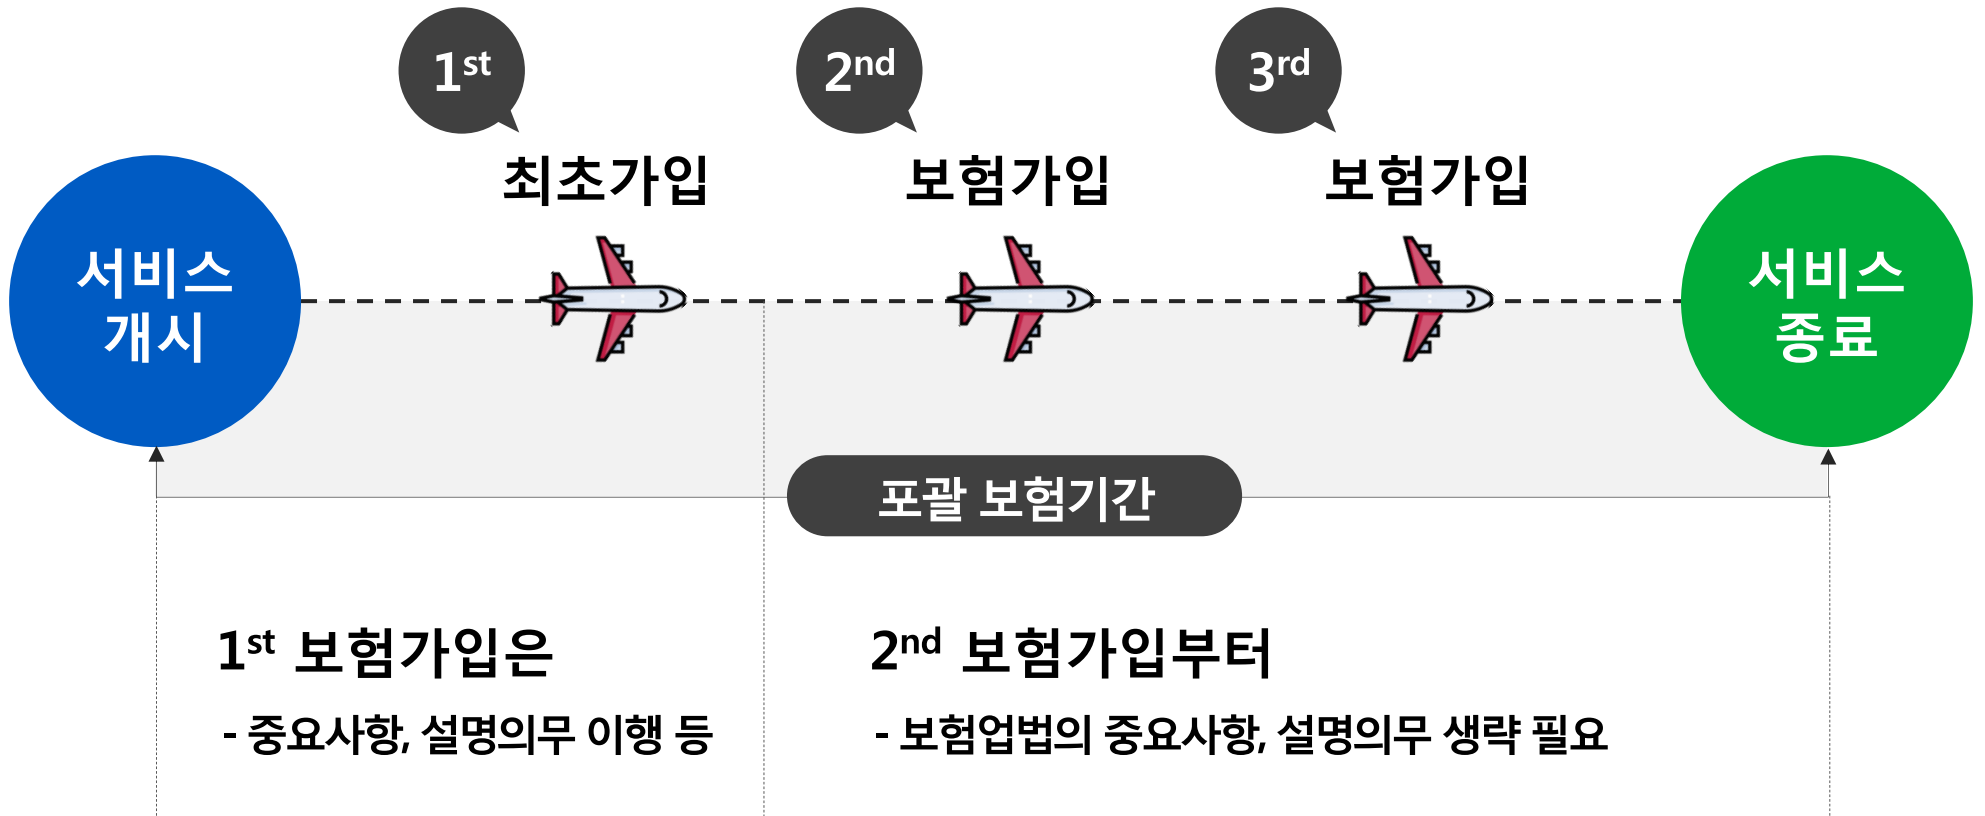 1st
2nd
3rd
최초가입
보험가입
보험가입
서비스
개시
서비스
종료
포괄 보험기간
1st 보험가입은
- 중요사항, 설명의무 이행 등
2nd 보험가입부터
- 보험업법의 중요사항, 설명의무 생략 필요